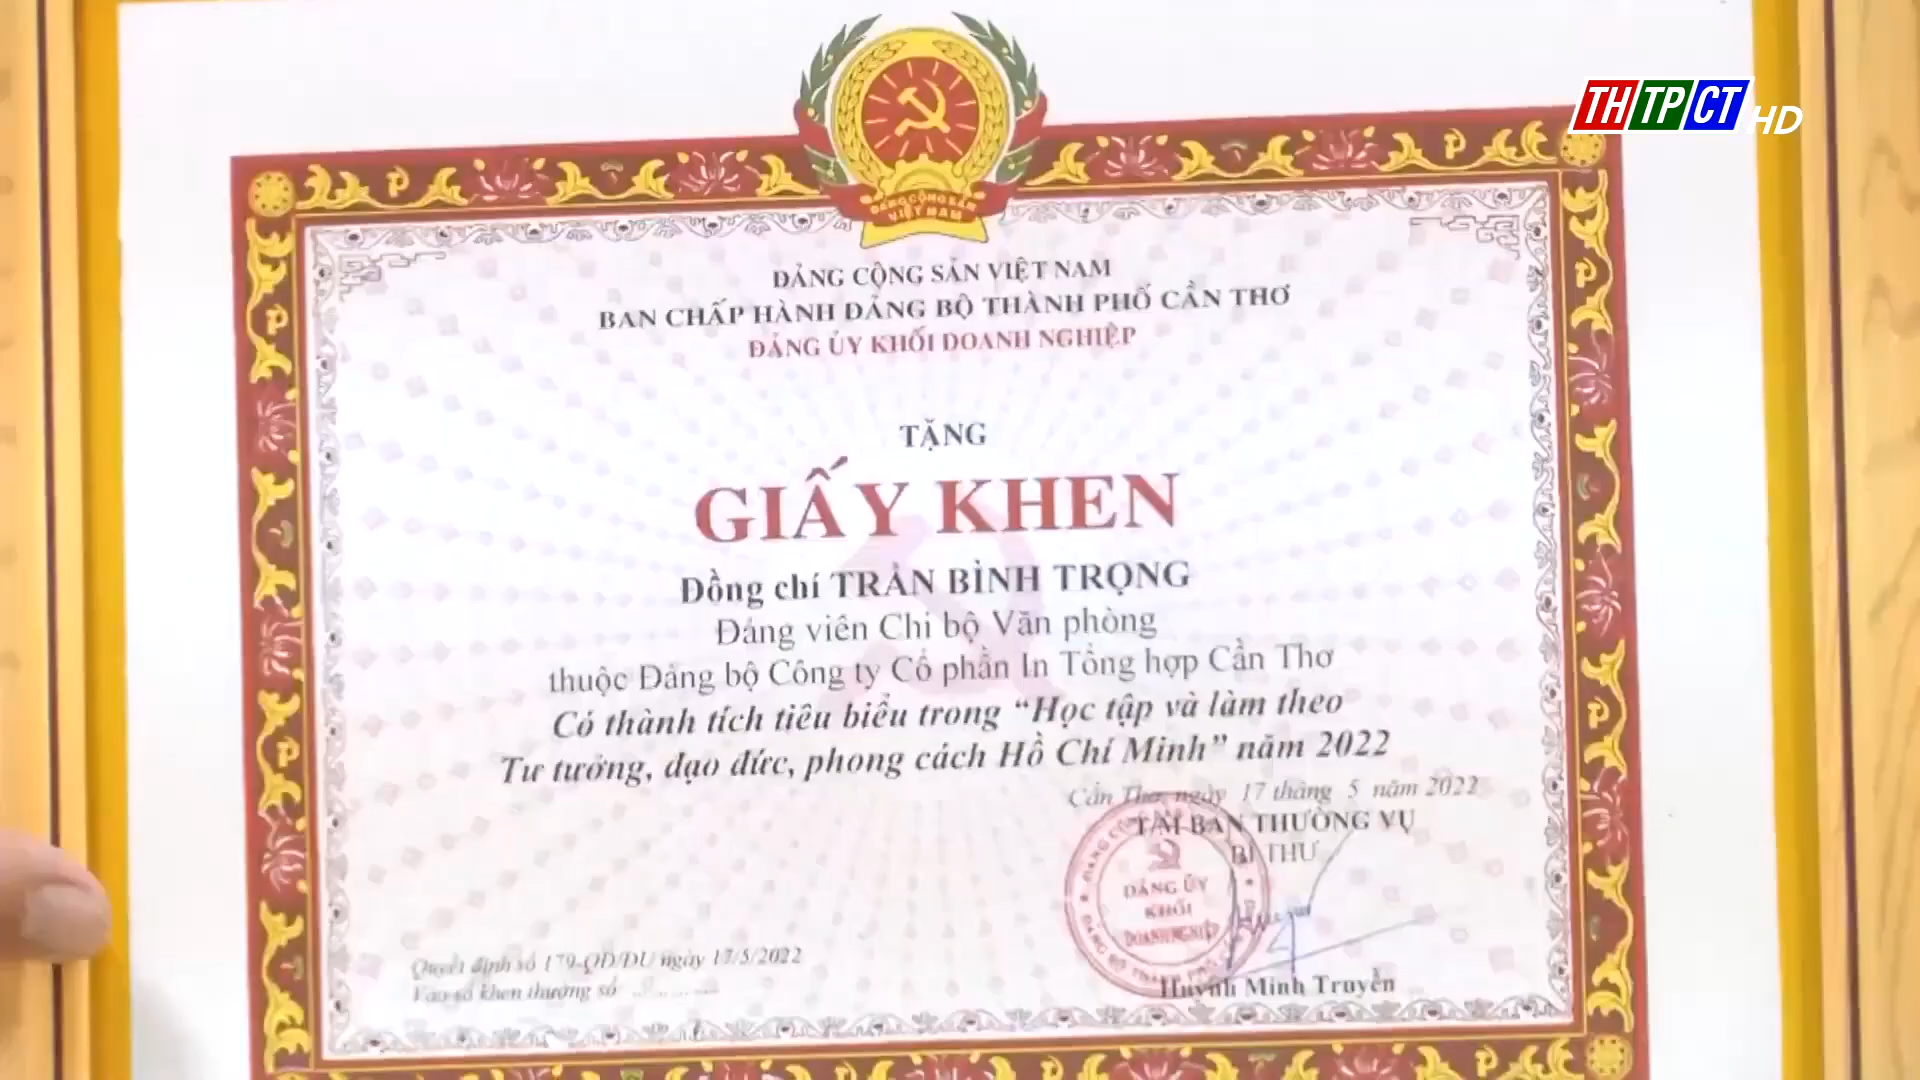 THTPCT HD
ĐẢNG CỘNG SẢN
VIỆT NAM
ĐẢNG CỘNG SẢN VIỆT NAM
BAN CHẤP HÀNH ĐẢNG BỘ THÀNH PHỐ CẦN THƠ
ĐẢNG ỦY KHỐI DOANH NGHIỆP
TẶNG
GIẤY KHEN
Đồng chí TRẦN BÌNH TRỌNG
Đảng viên Chi bộ Văn phòng
thuộc Đảng bộ Công ty Cổ phần In Tổng hợp Cần Thơ
Có thành tích tiêu biểu trong “Học tập và làm theo
Tư tưởng, đạo đức, phong cách Hồ Chí Minh” năm 2022
Cần Thơ, ngày 17 tháng 5 năm 2022
T/M BAN THƯỜNG VỤ
BÍ THƯ
ĐẢNG ỦY
KHỐI
DOANH NGHIỆP
Huỳnh Minh Truyền
Quyết định số 179-QĐ/ĐU ngày 17/5/2022
Vào sổ khen thưởng số